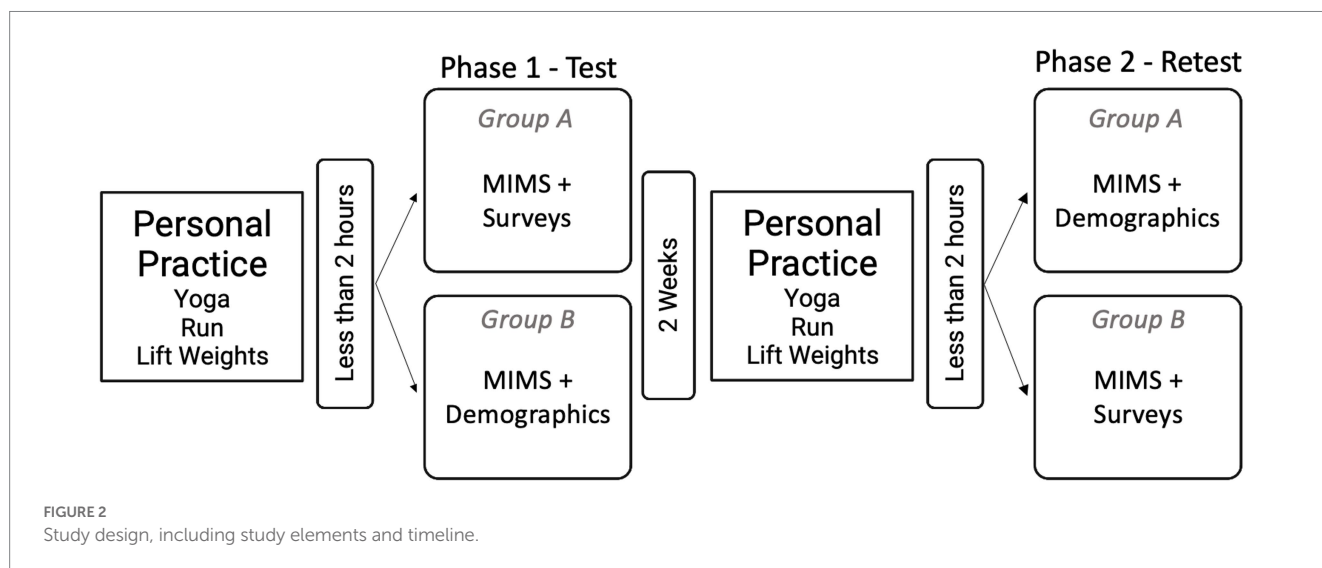 Phase 1 - Test
Phase 2 - Retest
Personal
Practice
Yoga
Run
Lift Weights
Less than 2 hours
Group A
MIMS +
Surveys
Group B
MIMS +
Demographics
2 Weeks
Personal
Practice
Yoga
Run
Lift Weights
Less than 2 hours
Group A
MIMS +
Demographics
Group B
MIMS +
Surveys
FIGURE 2
Study design, including study elements and timeline.